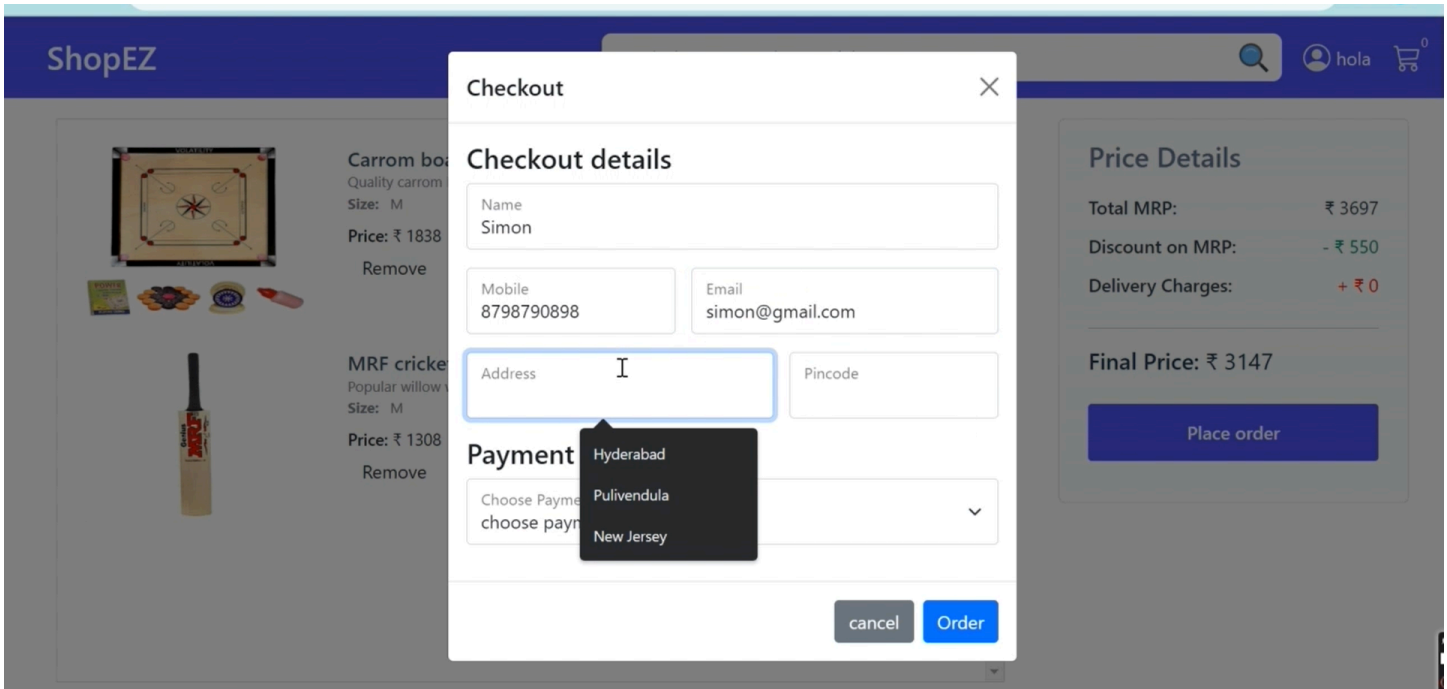 ShopEZ
hola
0
Checkout
Checkout details
Name
Simon
Mobile
8798790898
Email
simon@gmail.com
Address
Pincode
Hyderabad
Pulivendula
New Jersey
Payment
Choose Payme
choose payn
cancel
Order
VOLATILITY
Carrom boa
Quality carrom
Size: M
Price: ₹ 1838
Remove
MRF cricke
Popular willow
Size: M
Price: ₹ 1308
Remove
Price Details
Total MRP: ₹ 3697
Discount on MRP: - ₹ 550
Delivery Charges: + ₹ 0
Final Price: ₹ 3147
Place order